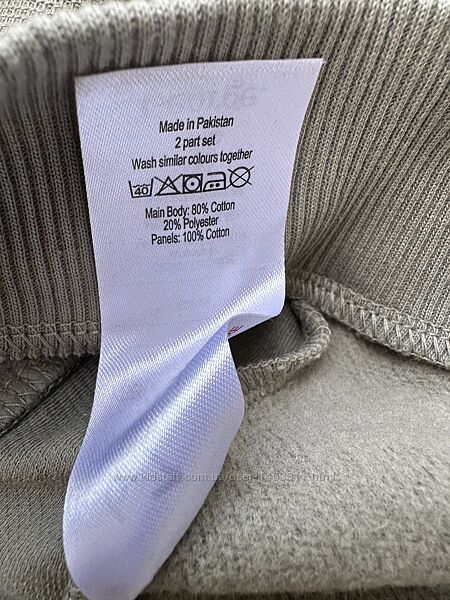 Made in Pakistan
2 part set
Wash similar colours together
40
Main Body: 80% Cotton
20% Polyester
Panels: 100% Cotton